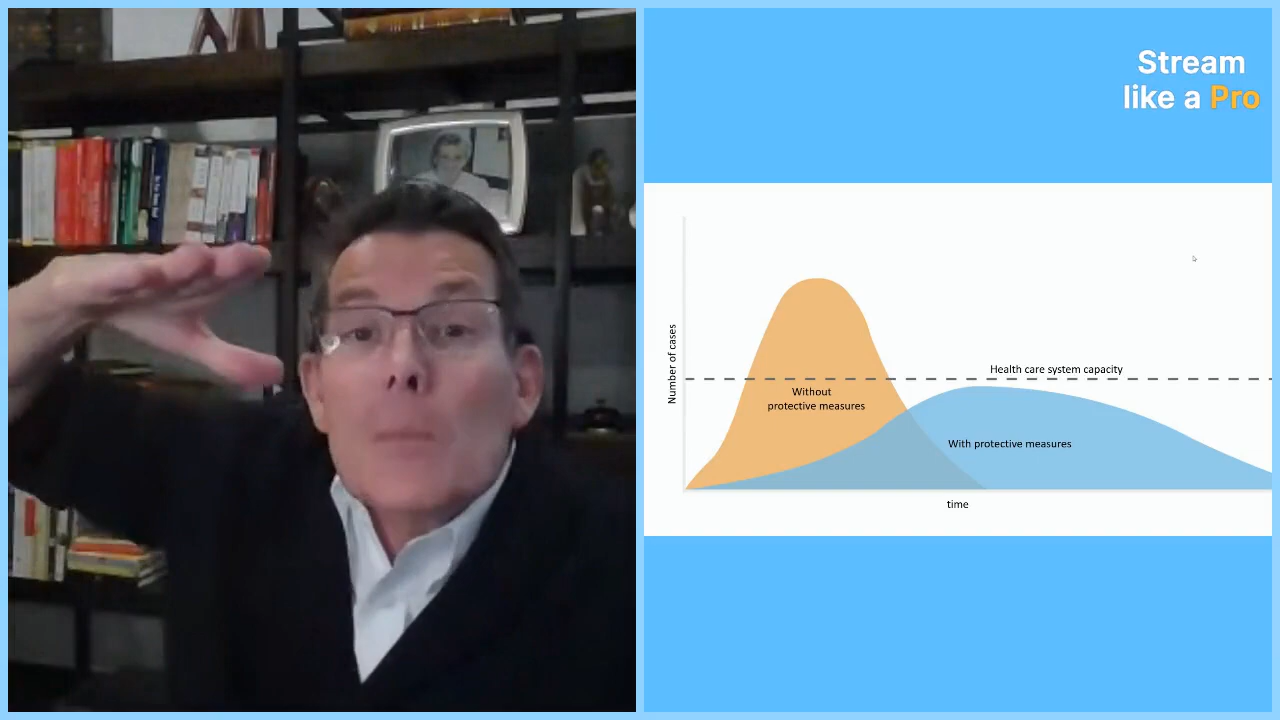 Stream
like a Pro
Number of cases
Health care system capacity
Without
protective measures
With protective measures
time